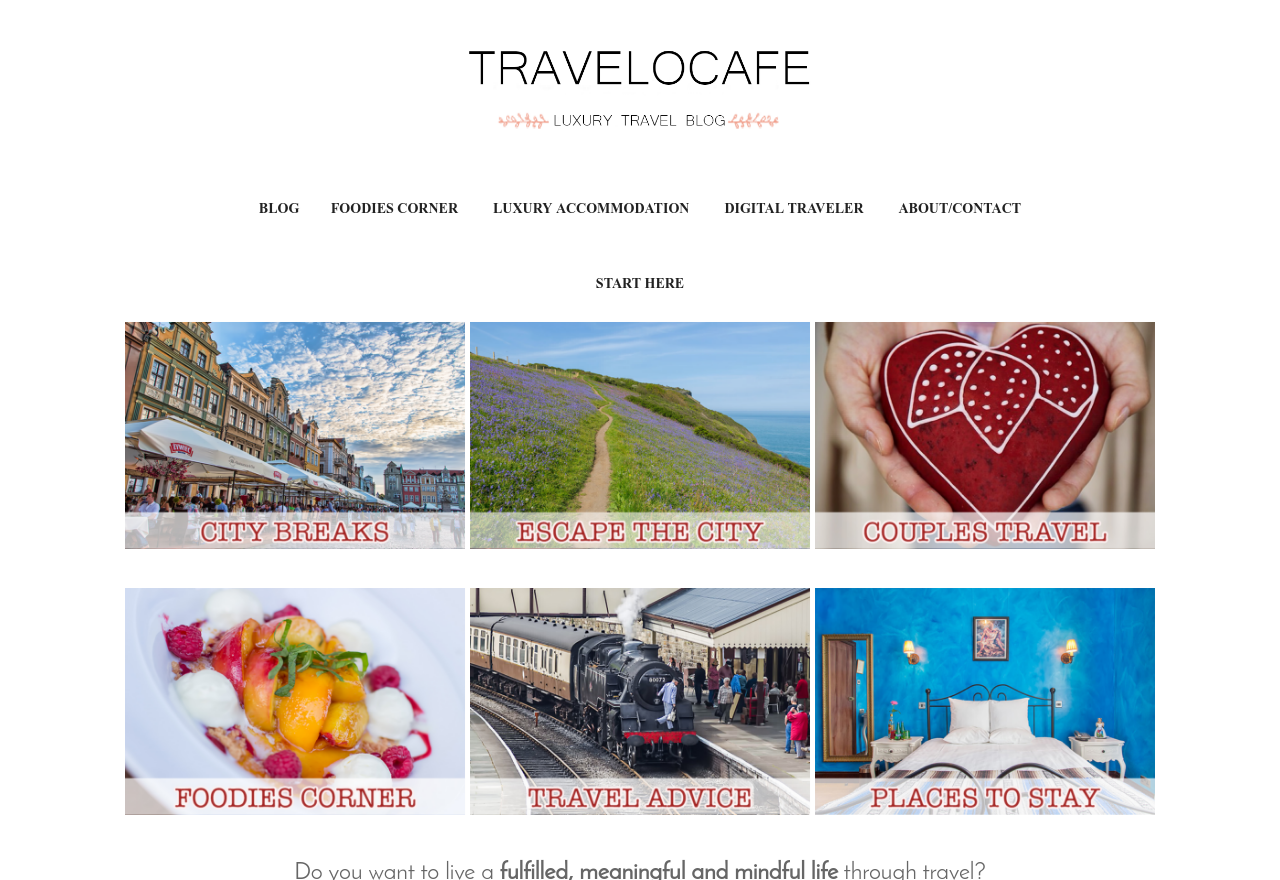 TRAVELOCAFE
LUXURY TRAVEL BLOG
BLOG FOODIES CORNER LUXURY ACCOMMODATION DIGITAL TRAVELER ABOUT/CONTACT
START HERE
CITY BREAKS
ESCAPE THE CITY
COUPLES TRAVEL
80072
FOODIES CORNER
TRAVEL ADVICE
PLACES TO STAY
Do you want to live a fulfilled, meaningful and mindful life through travel?